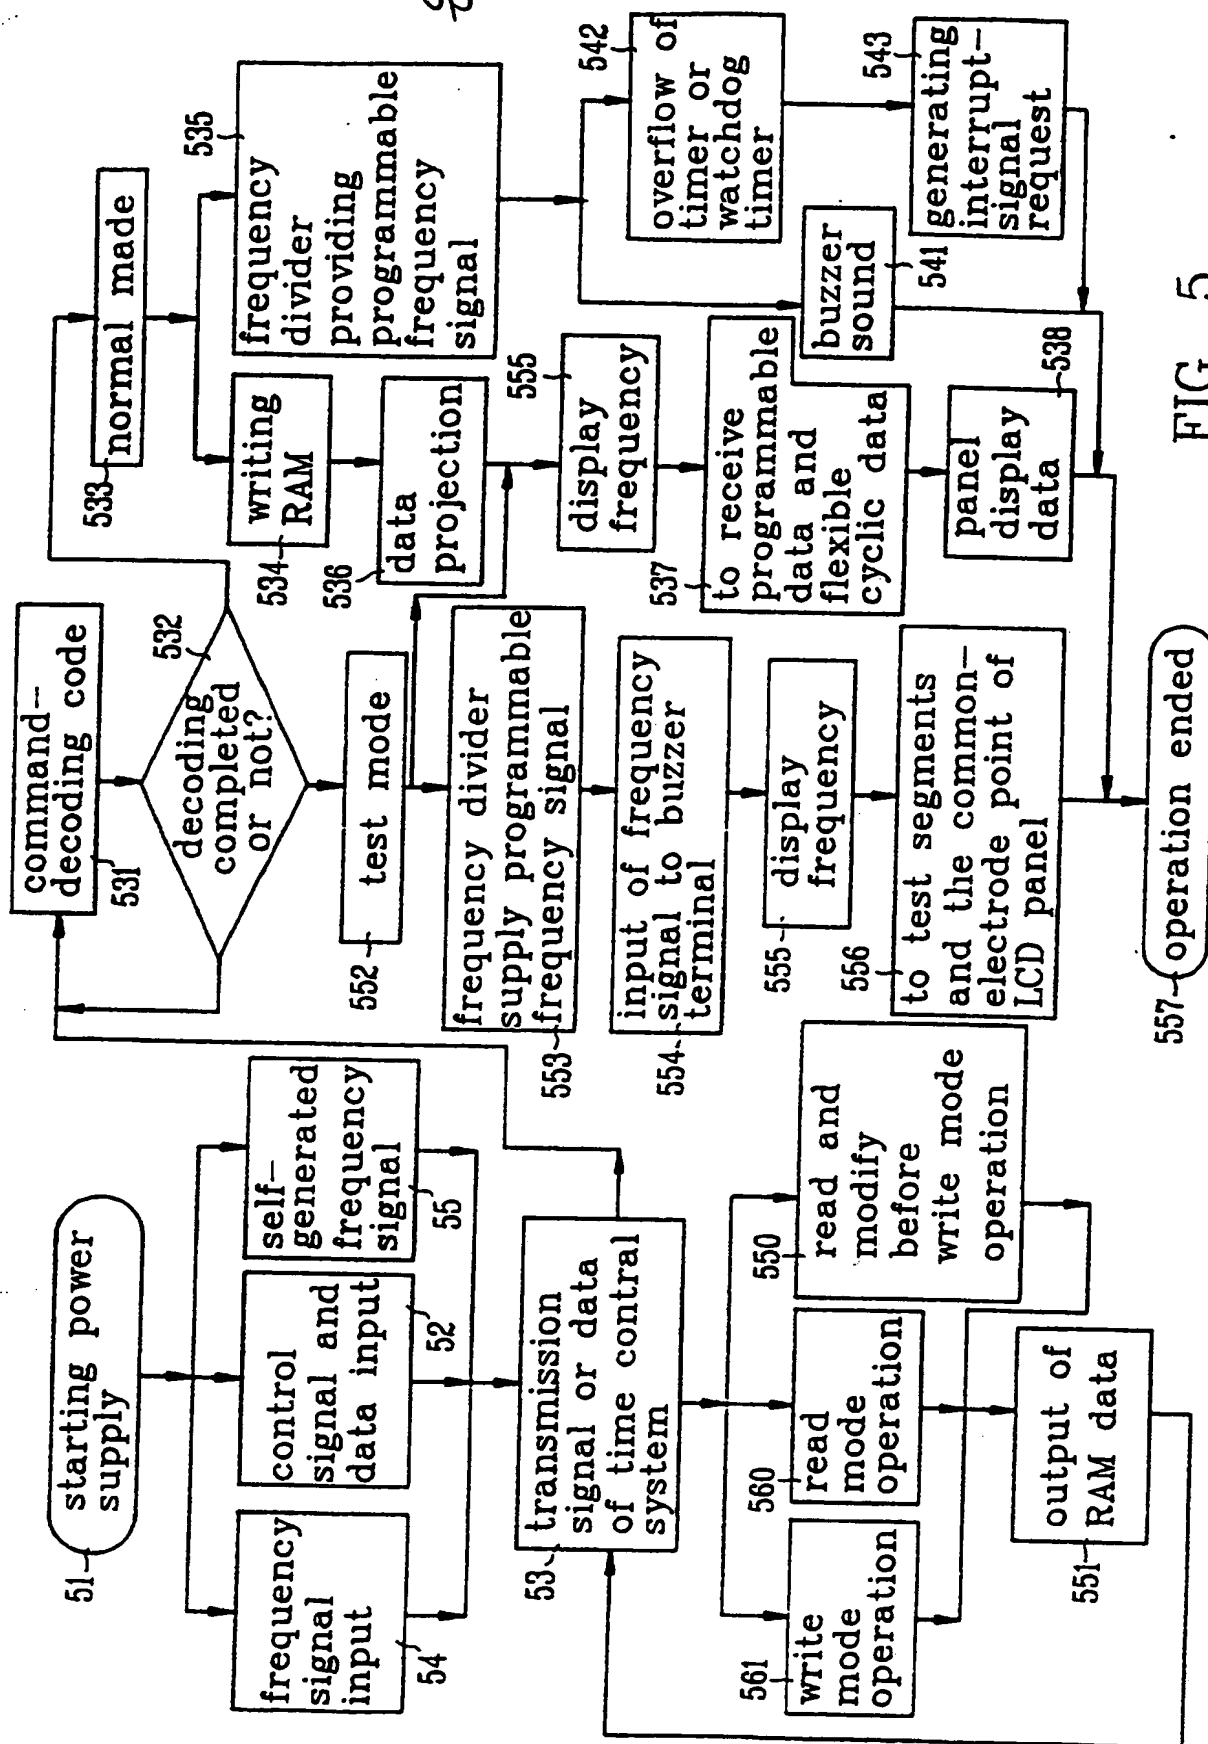 51
starting power
supply
frequency
signal
input
54
control
signal and
data input
52
self-
generated
frequency
signal
55
53
transmission
signal or data
of time contral
system
561
write
mode
operation
560
read
mode
operation
550
read and
modify
before
write mode
operation
551
output of
RAM data
command-
decoding code
531
decoding
completed
or not?
532
552
test mode
553
frequency divider
supply programmable
frequency signal
554
input of frequency
signal to buzzer
terminal
555
display
frequency
556
to test segments
and the common-
electrode point of
LCD panel
557
operation ended
533
normal made
534
writing
RAM
535
frequency
divider
providing
programmable
frequency
signal
536
data
projection
555
display
frequency
537
to receive
programmable
data and
flexible
cyclic data
538
panel
display
data
541
buzzer
sound
542
overflow of
timer or
watchdog
timer
543
generating
interrupt-
signal
request
FIG. 5